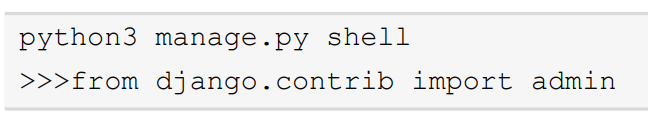 python3 manage.py shell
>>>from django.contrib import admin